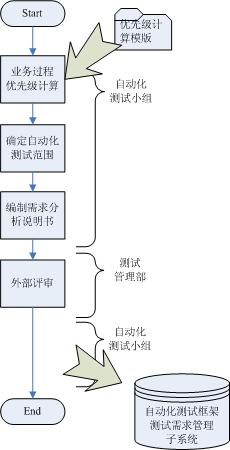 Start
优先级计
算模版
业务过程
优先级计算
自动化
测试小组
确定自动化
测试范围
编制需求分
析说明书
测试
管理部
外部评审
自动化
测试小组
End
自动化测试框架
测试需求管理
子系统